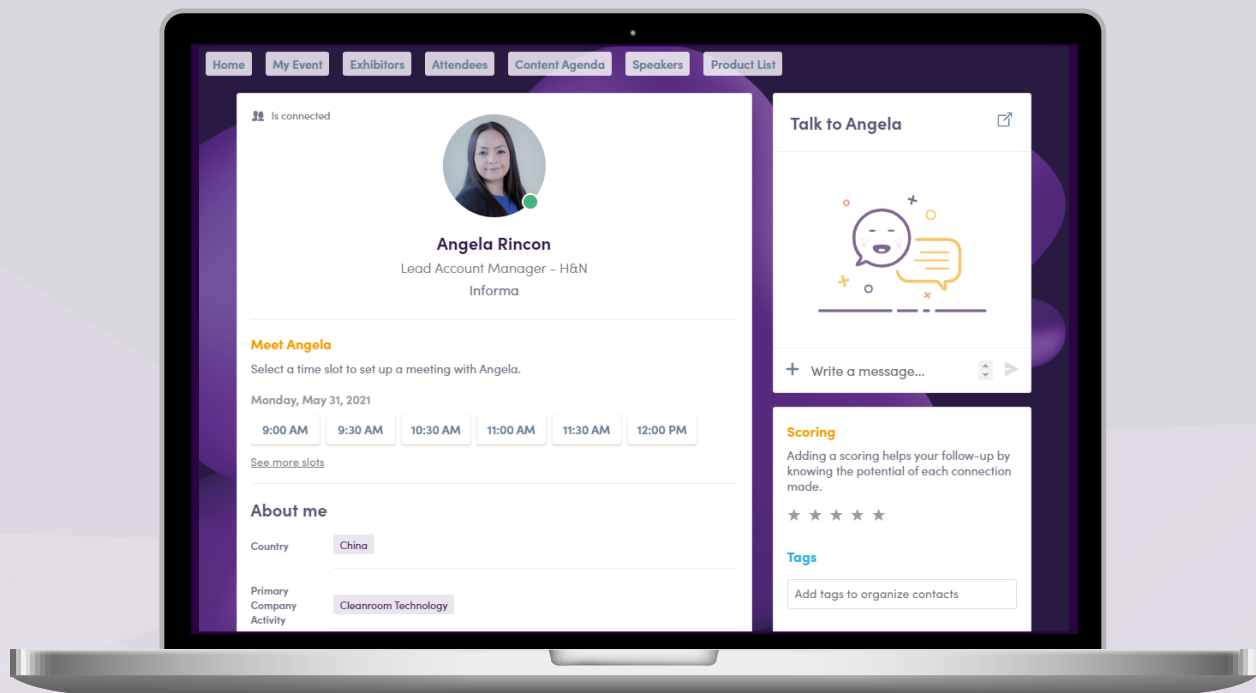 Home
My Event
Exhibitors
Attendees
Content Agenda
Speakers
Product List
Is connected
Angela Rincon
Lead Account Manager - H&N
Informa
Meet Angela
Select a time slot to set up a meeting with Angela.
Monday, May 31, 2021
9:00 AM
9:30 AM
10:30 AM
11:00 AM
11:30 AM
12:00 PM
See more slots
About me
Country
China
Primary
Company
Activity
Cleanroom Technology
Talk to Angela
Write a message...
Scoring
Adding a scoring helps your follow-up by
knowing the potential of each connection
made.
Tags
Add tags to organize contacts